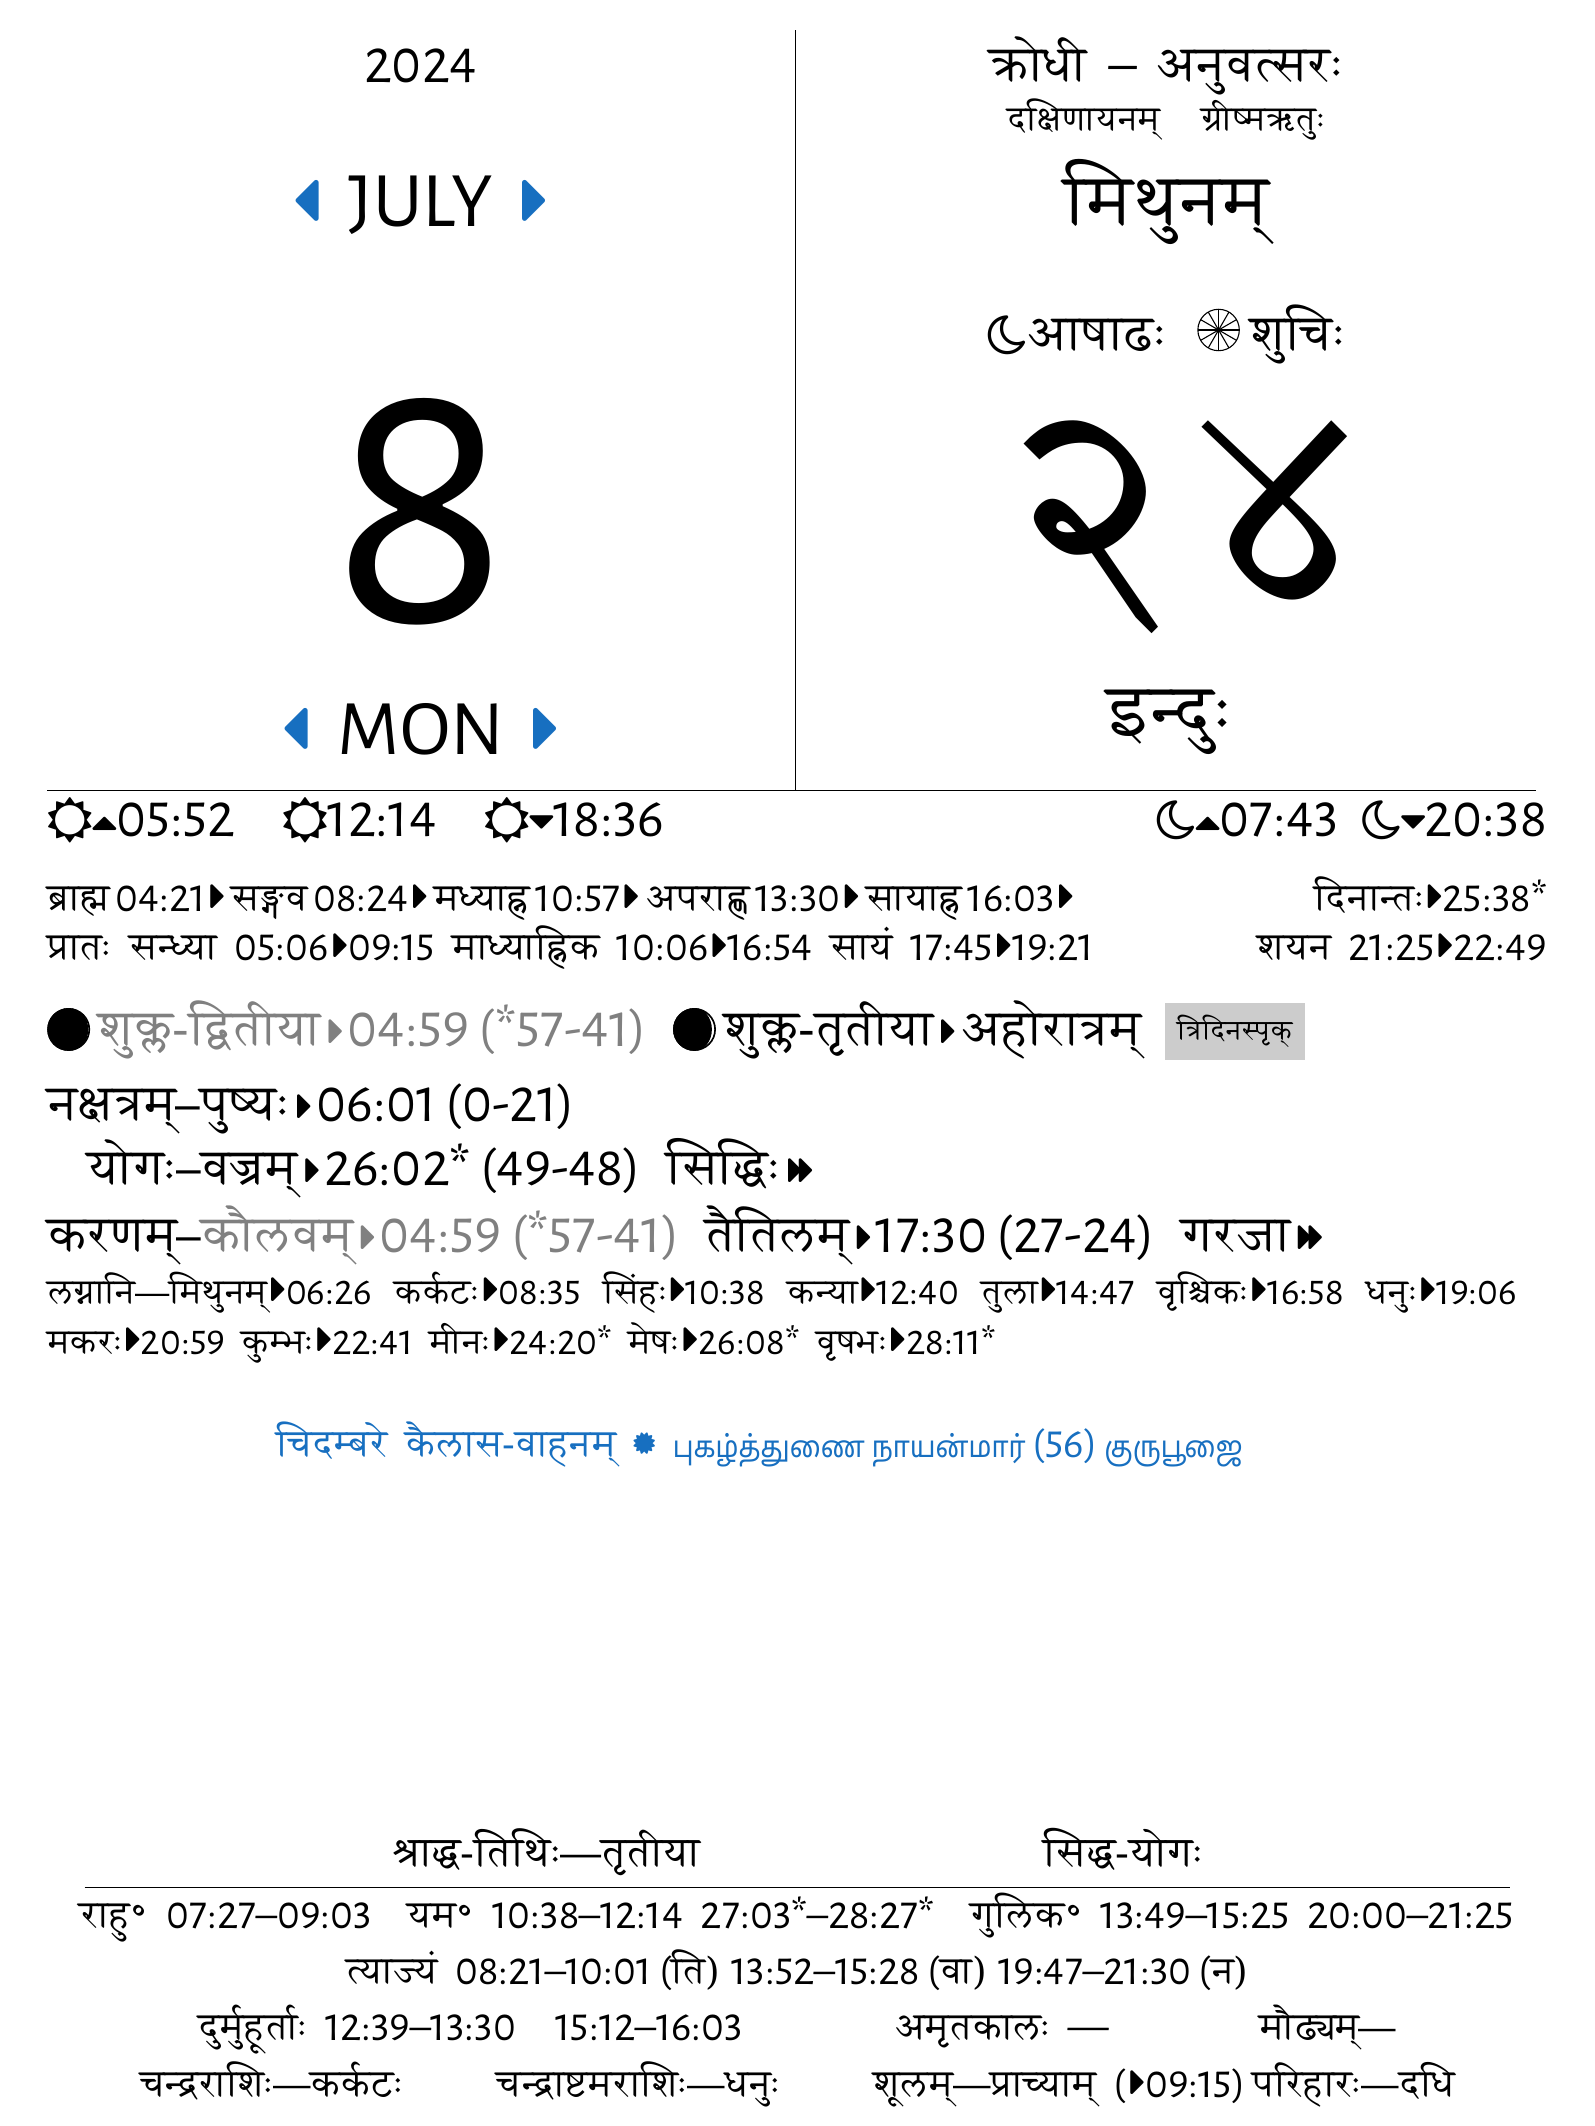 2024
JULY
8
MON
क्रोधी – अनुवत्सरः
दक्षिणायनम् ग्रीष्मऋतुः
मिथुनम्
आषाढः शुचिः
२४
इन्दुः
05:52 12:14 18:36 07:43 20:38
ब्राह्म 04:21 सङ्गव 08:24 मध्याह्न 10:57 अपराह्ण 13:30 सायाह्न 16:03 दिनान्तः 25:38*
प्रातः सन्ध्या 05:06 09:15 माध्याह्निक 10:06 16:54 सायं 17:45 19:21 शयन 21:25 22:49
शुक्ल-द्वितीया 04:59 (*57-41) शुक्ल-तृतीया अहोरात्रम् त्रिदिनस्पृक्
नक्षत्रम्–पुष्यः 06:01 (0-21)
योगः–वज्रम् 26:02* (49-48) सिद्धिः
करणम्–कौलवम् 04:59 (*57-41) तैतिलम् 17:30 (27-24) गरजा
लग्नानि—मिथुनम् 06:26 कर्कटः 08:35 सिंहः 10:38 कन्या 12:40 तुला 14:47 वृश्चिकः 16:58 धनुः 19:06
मकरः 20:59 कुम्भः 22:41 मीनः 24:20* मेषः 26:08* वृषभः 28:11*
चिदम्बरे कैलास-वाहनम् ✹ புகழ்த்துணை நாயன்மார் (56) குருபூஜை
श्राद्ध-तिथिः—तृतीया सिद्ध-योगः
राहु° 07:27–09:03 यम° 10:38–12:14 27:03*–28:27* गुलिक° 13:49–15:25 20:00–21:25
त्याज्यं 08:21–10:01 (ति) 13:52–15:28 (वा) 19:47–21:30 (न)
दुर्मुहूर्ताः 12:39–13:30 15:12–16:03 अमृतकालः — मौढ्यम्—
चन्द्रराशिः—कर्कटः चन्द्राष्टमराशिः—धनुः शूलम्—प्राच्याम् (09:15) परिहारः—दधि